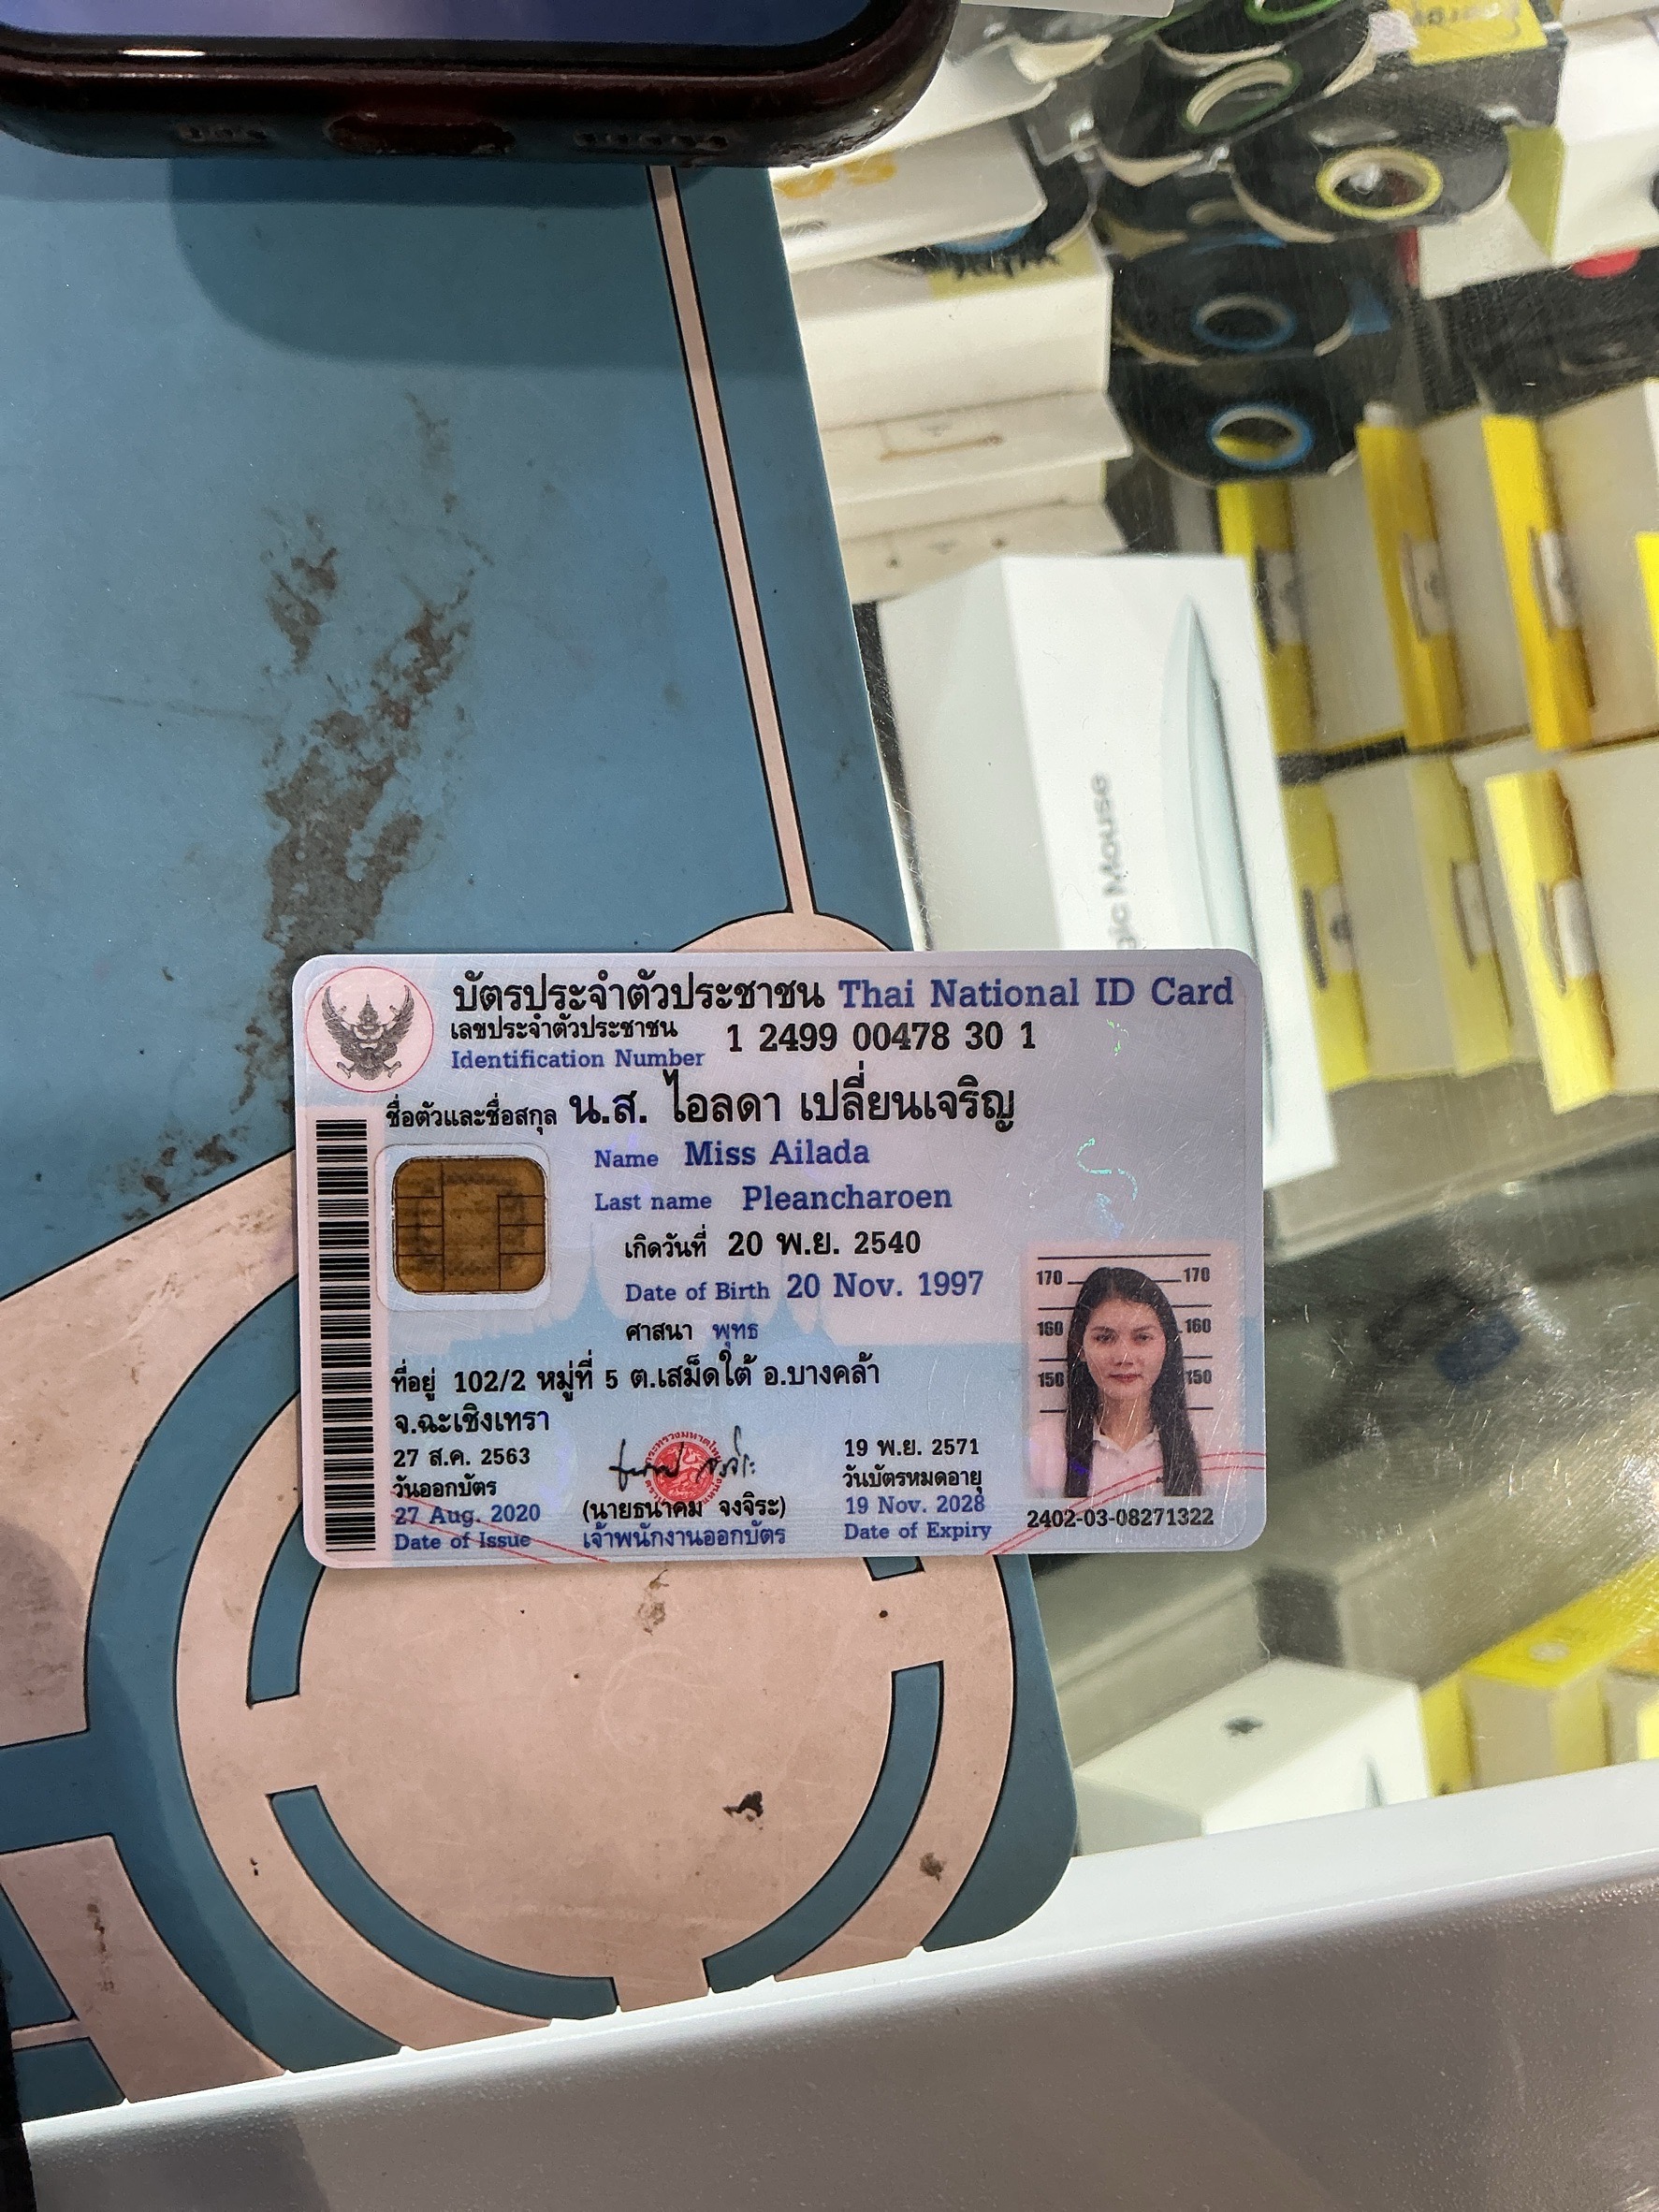 บัตรประจำตัวประชาชน Thai National ID Card
เลขประจำตัวประชาชน
Identification Number
1 2499 00478 30 1
ชื่อตัวและชื่อสกุล น.ส. ไอลดา เปลี่ยนเจริญ
Name Miss Ailada
Last name Pleancharoen
เกิดวันที่ 20 พ.ย. 2540
Date of Birth 20 Nov. 1997
ศาสนา พุทธ
ที่อยู่ 102/2 หมู่ที่ 5 ต.เสม็ดใต้ อ.บางคล้า
จ.ฉะเชิงเทรา
27 ส.ค. 2563
วันออกบัตร
27 Aug. 2020
Date of Issue
(นายธนาคม จงจิระ)
เจ้าพนักงานออกบัตร
19 พ.ย. 2571
วันบัตรหมดอายุ
19 Nov. 2028
Date of Expiry
170 170
160 160
150 150
2402-03-08271322
Mouse